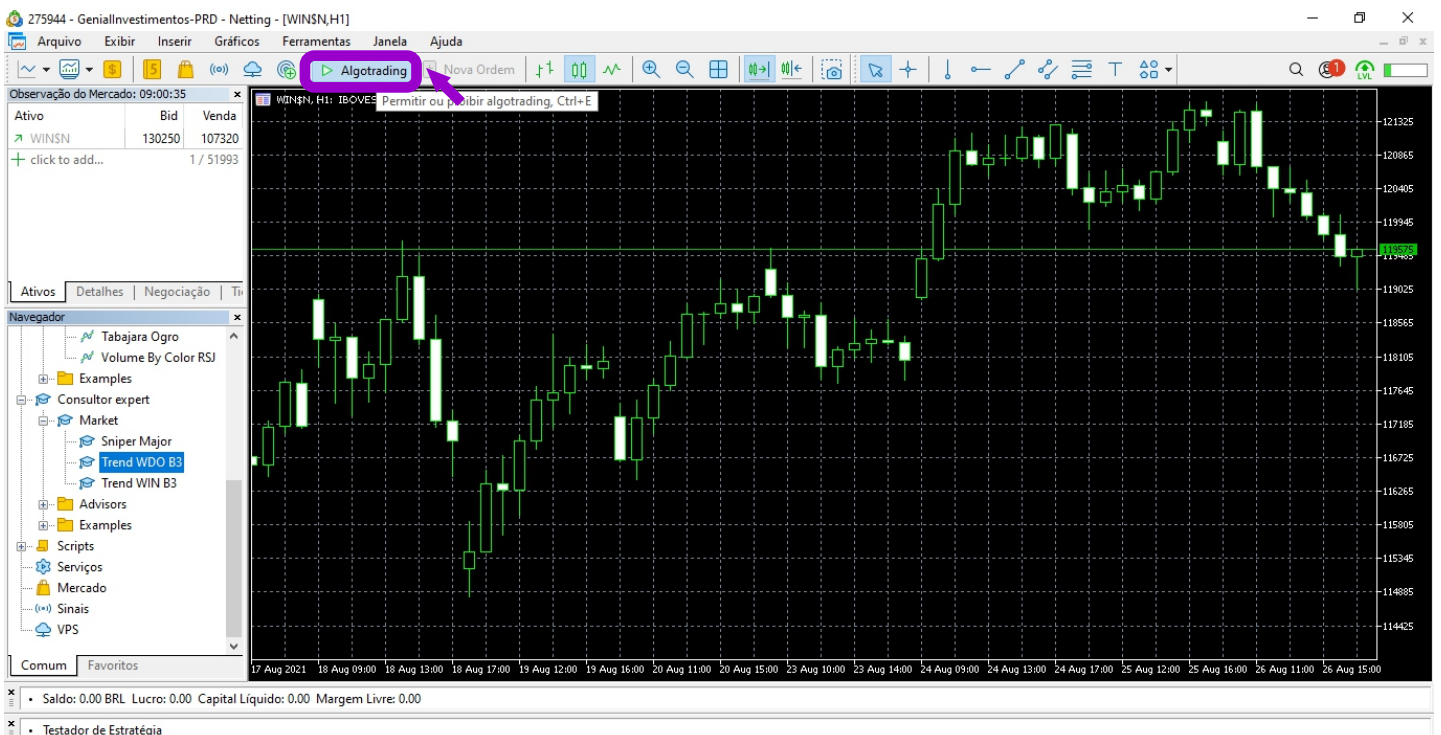 275944 - GenialInvestimentos-PRD - Netting - [WIN$N,H1]
Arquivo Exibir Inserir Gráficos Ferramentas Janela Ajuda
$ 5 Algotrading Nova Ordem T 1 LVL
Permitir ou proibir algotrading, Ctrl+E
Observação do Mercado: 09:00:35
Ativo Bid Venda
WIN$N 130250 107320
click to add... 1 / 51993
Ativos Detalhes Negociação
Navegador
Tabajara Ogro
Volume By Color RSJ
Examples
Consultor expert
Market
Sniper Major
Trend WDO B3
Trend WIN B3
Advisors
Examples
Scripts
Serviços
Mercado
Sinais
VPS
Comum Favoritos
WIN$N, H1: IBOVES
121325
120865
120405
119945
119575
119485
119025
118565
118105
117645
117185
116725
116265
115805
115345
114885
114425
17 Aug 2021 18 Aug 09:00 18 Aug 13:00 18 Aug 17:00 19 Aug 12:00 19 Aug 16:00 20 Aug 11:00 20 Aug 15:00 23 Aug 10:00 23 Aug 14:00 24 Aug 09:00 24 Aug 13:00 24 Aug 17:00 25 Aug 12:00 25 Aug 16:00 26 Aug 11:00 26 Aug 15:00
Saldo: 0.00 BRL Lucro: 0.00 Capital Líquido: 0.00 Margem Livre: 0.00
Testador de Estratégia